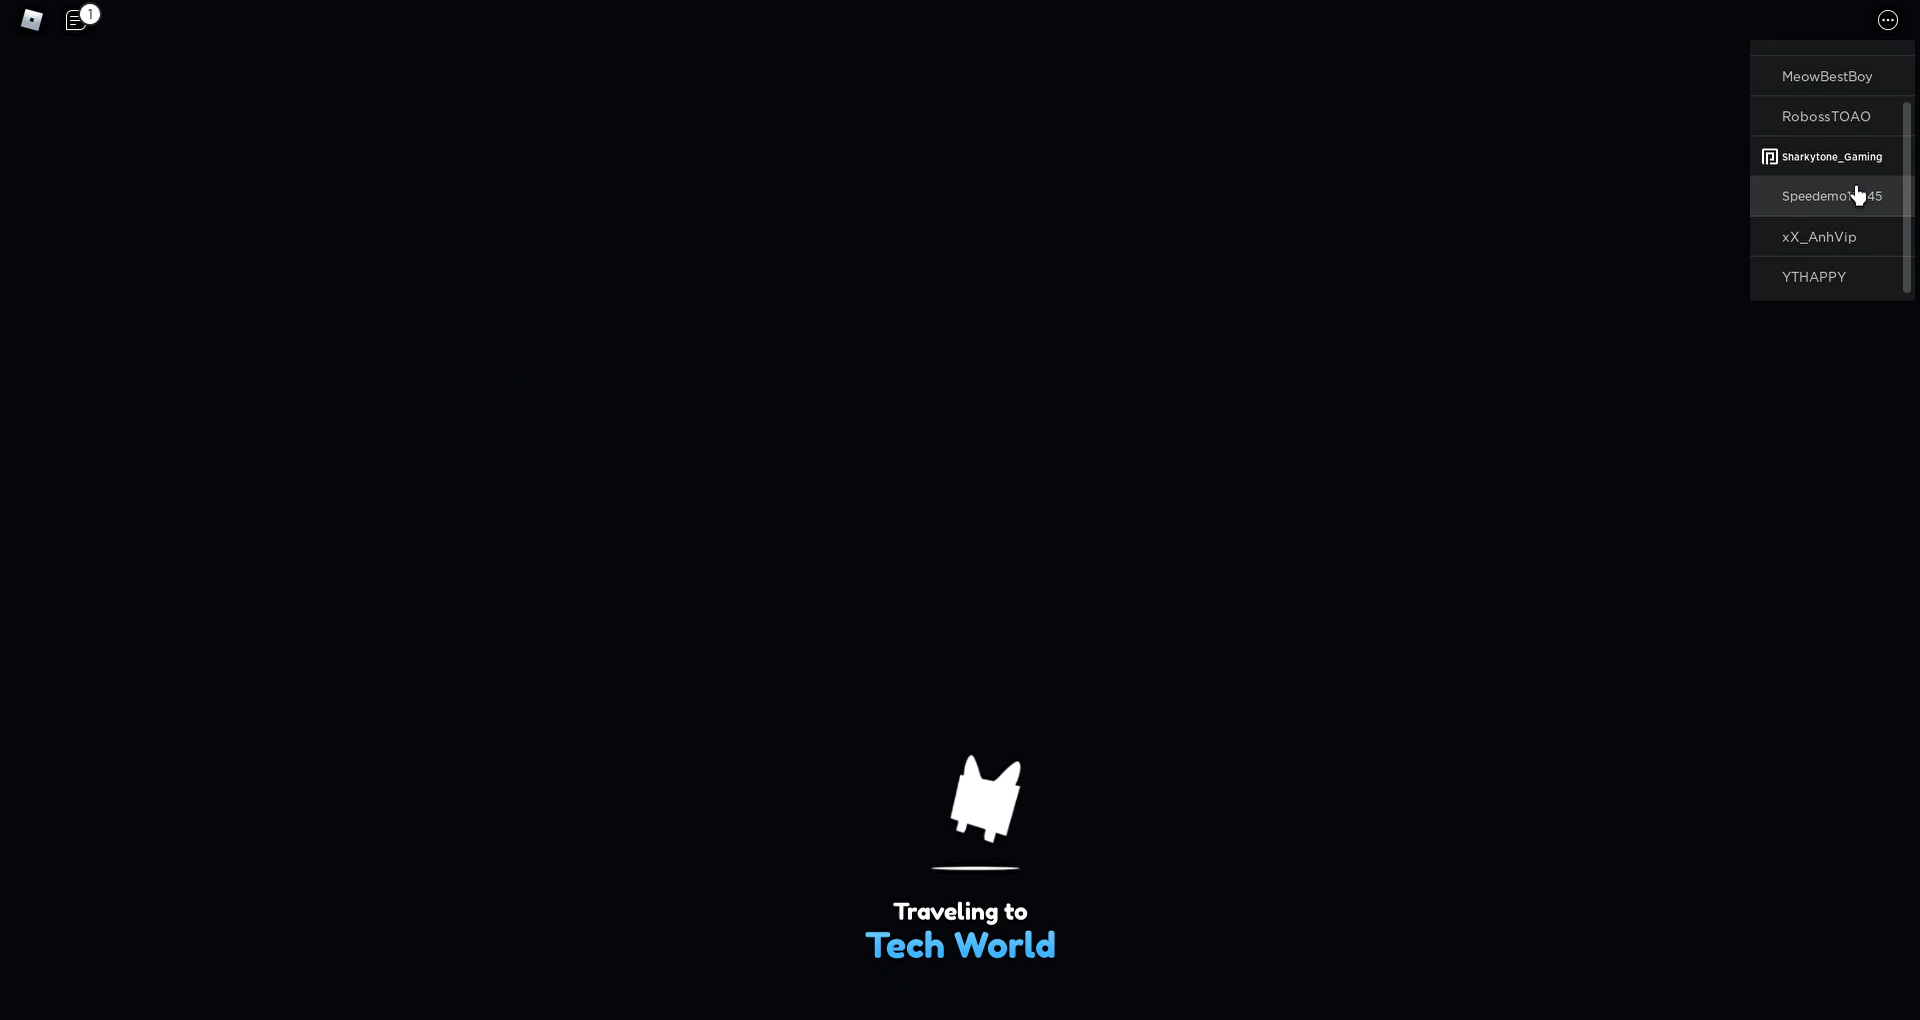 1
MeowBestBoy
RobossTOAO
Sharkytone_Gaming
xX_AnhVip
YTHAPPY
Traveling to
Tech World